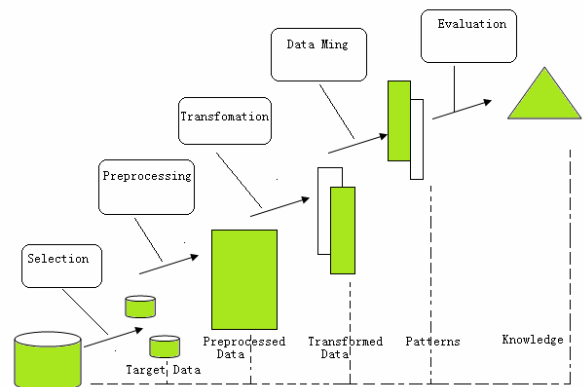 Evaluation
Data Ming
Transfomation
Preprocessing
Selection
Target Data
Preprocessed
Data
Transformed
Data
Patterns
Knowledge